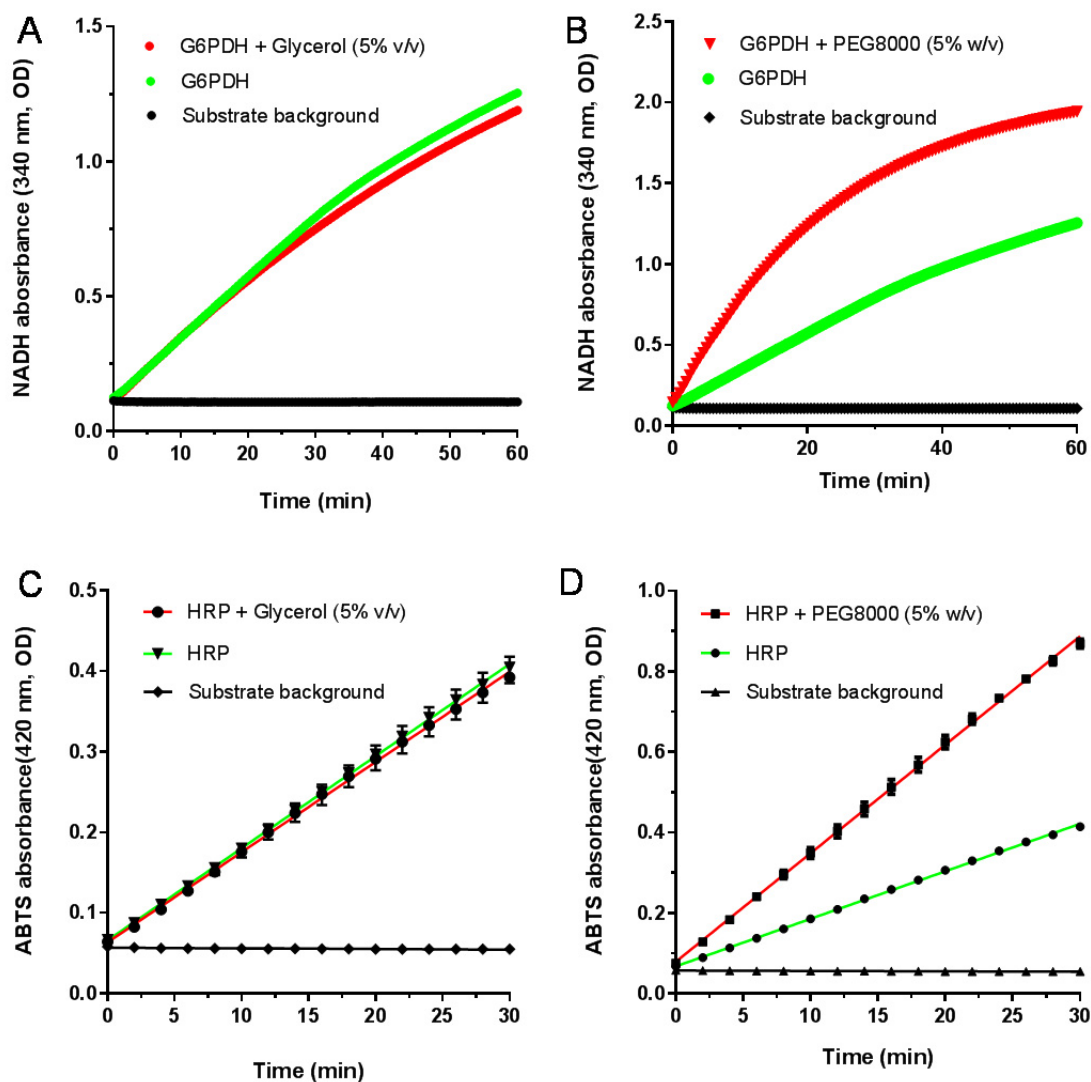 A
G6PDH + Glycerol (5% v/v)
G6PDH
Substrate background
NADH abosrbance (340 nm, OD)
1.5
1.0
0.5
0.0
0 10 20 30 40 50 60
Time (min)
B
G6PDH + PEG8000 (5% w/v)
G6PDH
Substrate background
NADH abosrbance (340 nm, OD)
2.5
2.0
1.5
1.0
0.5
0.0
0 20 40 60
Time (min)
C
HRP + Glycerol (5% v/v)
HRP
Substrate background
ABTS absorbance(420 nm, OD)
0.5
0.4
0.3
0.2
0.1
0.0
0 5 10 15 20 25 30
Time (min)
D
HRP + PEG8000 (5% w/v)
HRP
Substrate background
ABTS absorbance(420 nm, OD)
1.0
0.8
0.6
0.4
0.2
0.0
0 5 10 15 20 25 30
Time (min)